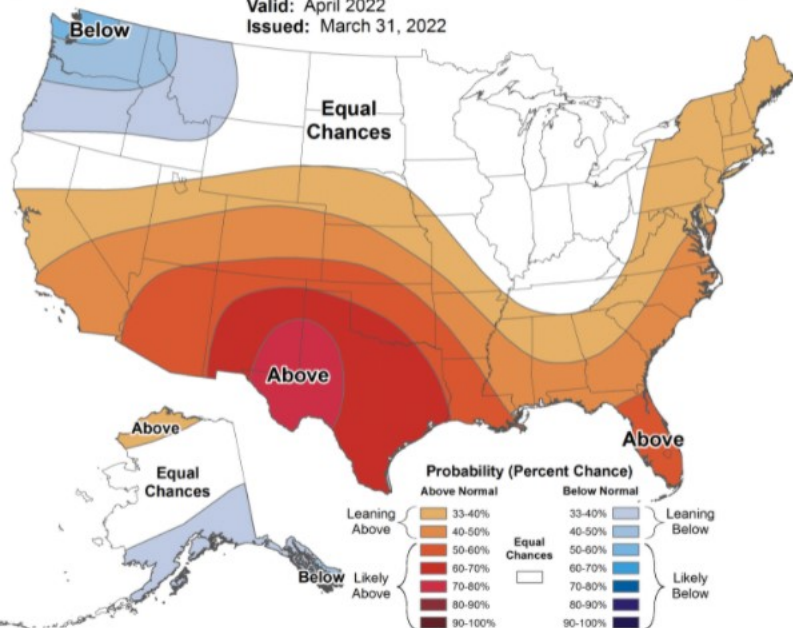 Valid: April 2022
Issued: March 31, 2022
Below
Equal
Chances
Above
Above
Above
Equal
Chances
Below
Probability (Percent Chance)
Above Normal
Below Normal
Leaning
Above
33-40%
40-50%
Likely
Above
50-60%
60-70%
70-80%
80-90%
90-100%
Equal
Chances
33-40%
40-50%
Leaning
Below
50-60%
60-70%
70-80%
80-90%
90-100%
Likely
Below